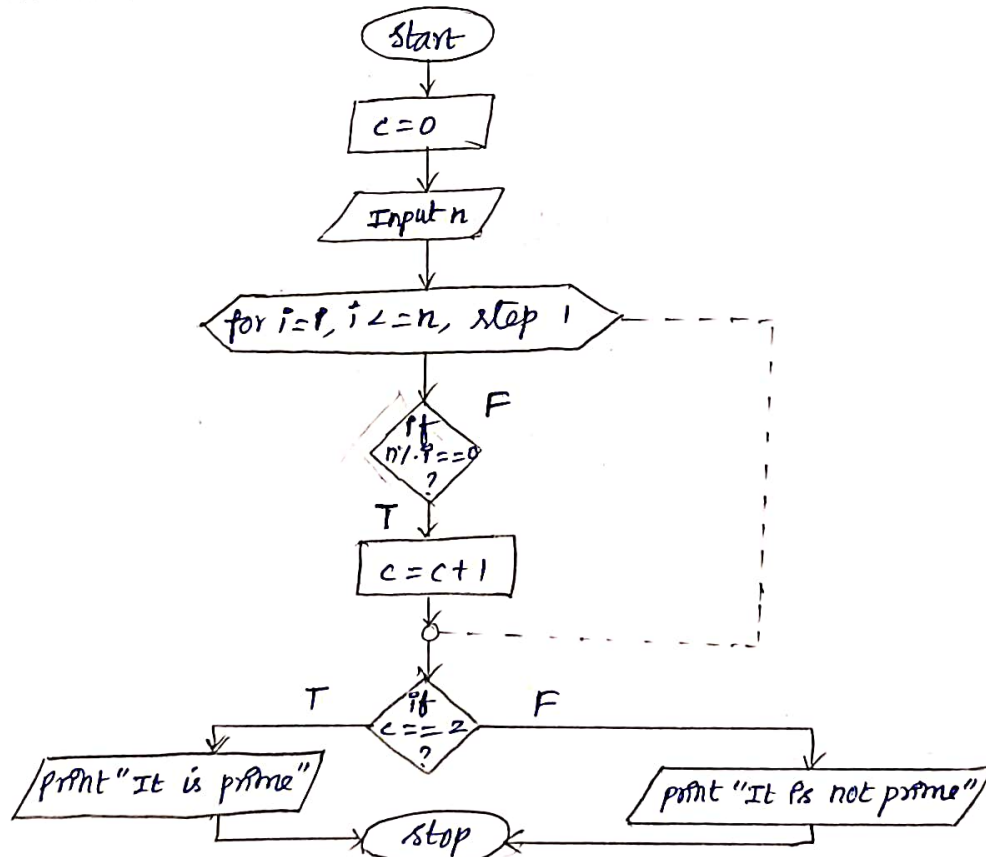 start
c=0
Input n
for i=1, i<=n, step 1
F
if
n%i==0
?
T
c=c+1
T
if
c==2
?
F
print "It is prime"
print "It is not prime"
stop